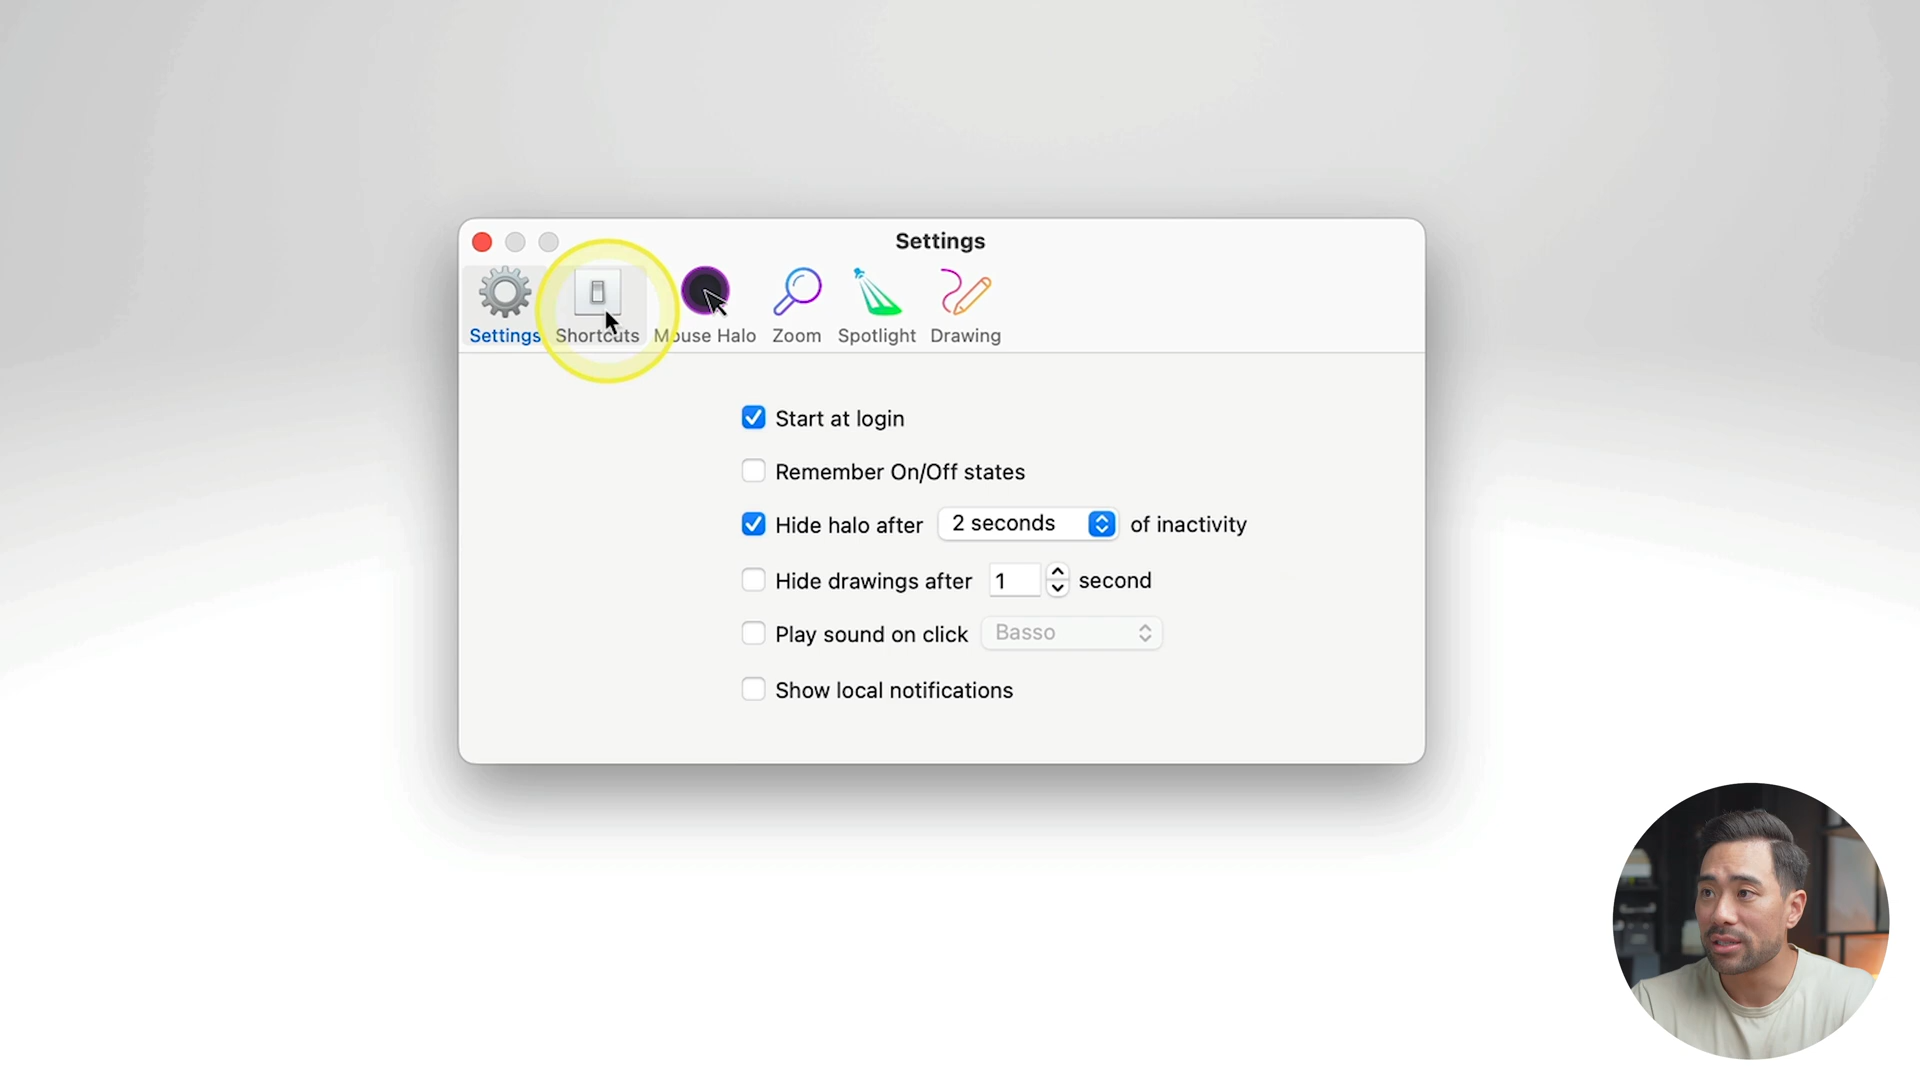 Settings
Settings Shortcuts Mouse Halo Zoom Spotlight Drawing
Start at login
Remember On/Off states
Hide halo after 2 seconds of inactivity
Hide drawings after 1 second
Play sound on click Basso
Show local notifications